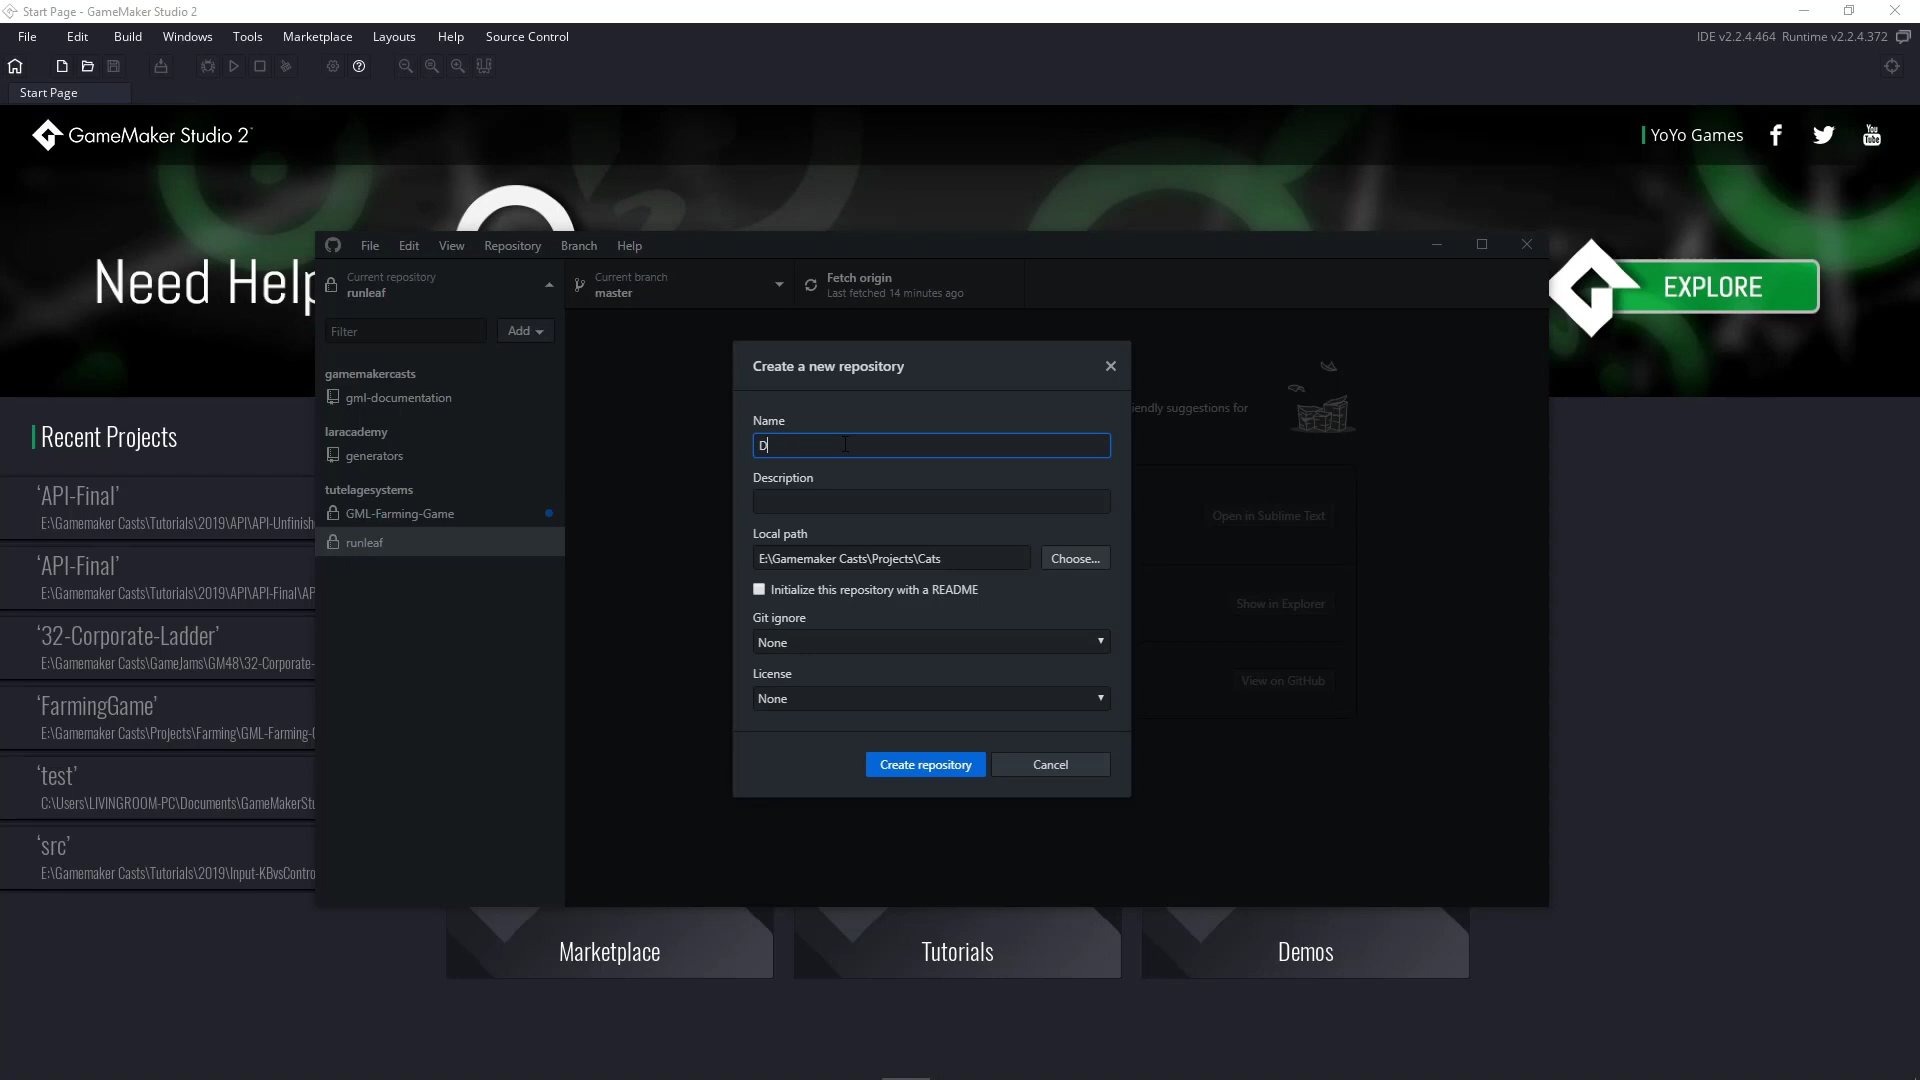 Start Page - GameMaker Studio 2
File Edit Build Windows Tools Marketplace Layouts Help Source Control
IDE v2.2.4.464 Runtime v2.2.4.372
Start Page
GameMaker Studio 2
YoYo Games
You
Tube
Need Help
EXPLORE
File Edit View Repository Branch Help
Current repository
runleaf
Current branch
master
Fetch origin
Last fetched 14 minutes ago
Filter
Add
gamemakercasts
gml-documentation
laracademy
generators
tutelagesystems
GML-Farming-Game
runleaf
iendly suggestions for
Open in Sublime Text
Show in Explorer
View on GitHub
Create a new repository
Name
D
Description
Local path
E:\Gamemaker Casts\Projects\Cats
Choose...
Initialize this repository with a README
Git ignore
None
License
None
Create repository
Cancel
Recent Projects
'API-Final'
E:\Gamemaker Casts\Tutorials\2019\API\API-Unfinish
'API-Final'
E:\Gamemaker Casts\Tutorials\2019\API\API-Final\AP
'32-Corporate-Ladder'
E:\Gamemaker Casts\GameJams\GM48\32-Corporate-
'FarmingGame'
E:\Gamemaker Casts\Projects\Farming\GML-Farming-G
'test'
C:\Users\LIVINGROOM-PC\Documents\GameMakerStu
'src'
E:\Gamemaker Casts\Tutorials\2019\Input-KBvsContro
Marketplace
Tutorials
Demos